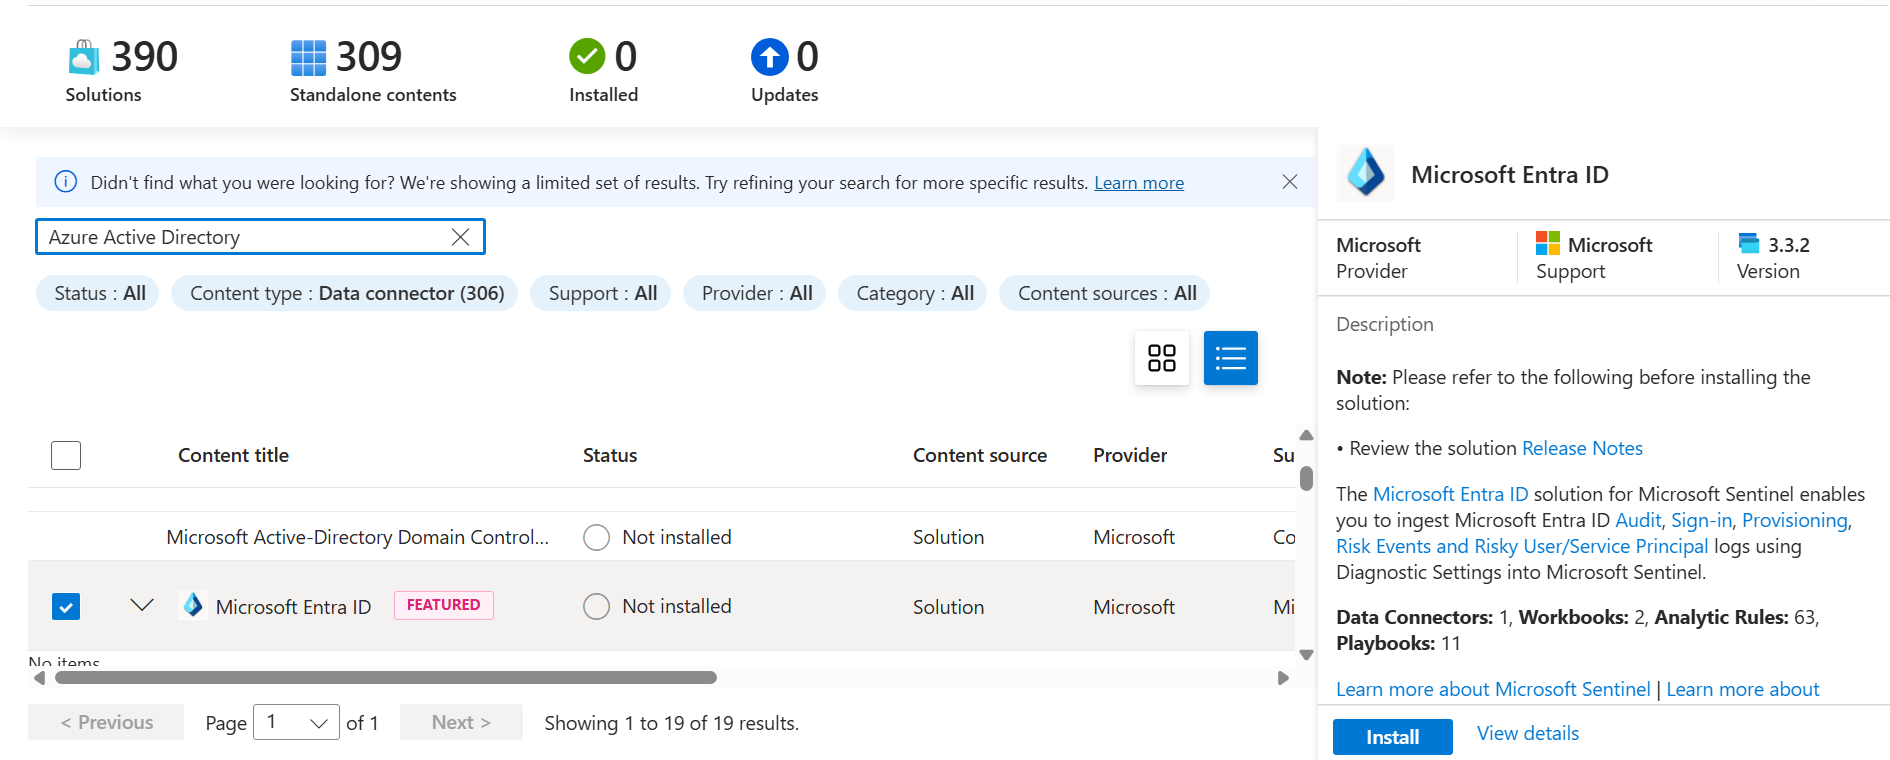 390
Solutions
309
Standalone contents
0
Installed
0
Updates
Didn't find what you were looking for? We're showing a limited set of results. Try refining your search for more specific results. Learn more
Azure Active Directory
Status : All
Content type : Data connector (306)
Support : All
Provider : All
Category : All
Content sources : All
Content title Status Content source Provider Su
Microsoft Active-Directory Domain Control... Not installed Solution Microsoft Co
Microsoft Entra ID FEATURED Not installed Solution Microsoft Mi
No items
< Previous Page 1 of 1 Next > Showing 1 to 19 of 19 results.
Microsoft Entra ID
Microsoft
Provider
Microsoft
Support
3.3.2
Version
Description
Note: Please refer to the following before installing the
solution:
• Review the solution Release Notes
The Microsoft Entra ID solution for Microsoft Sentinel enables
you to ingest Microsoft Entra ID Audit, Sign-in, Provisioning,
Risk Events and Risky User/Service Principal logs using
Diagnostic Settings into Microsoft Sentinel.
Data Connectors: 1, Workbooks: 2, Analytic Rules: 63,
Playbooks: 11
Learn more about Microsoft Sentinel | Learn more about
Install View details